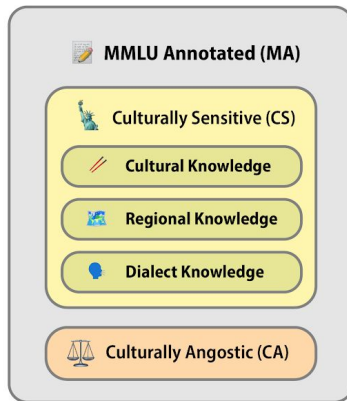 MMLU Annotated (MA)
Culturally Sensitive (CS)
Cultural Knowledge
Regional Knowledge
Dialect Knowledge
Culturally Angostic (CA)